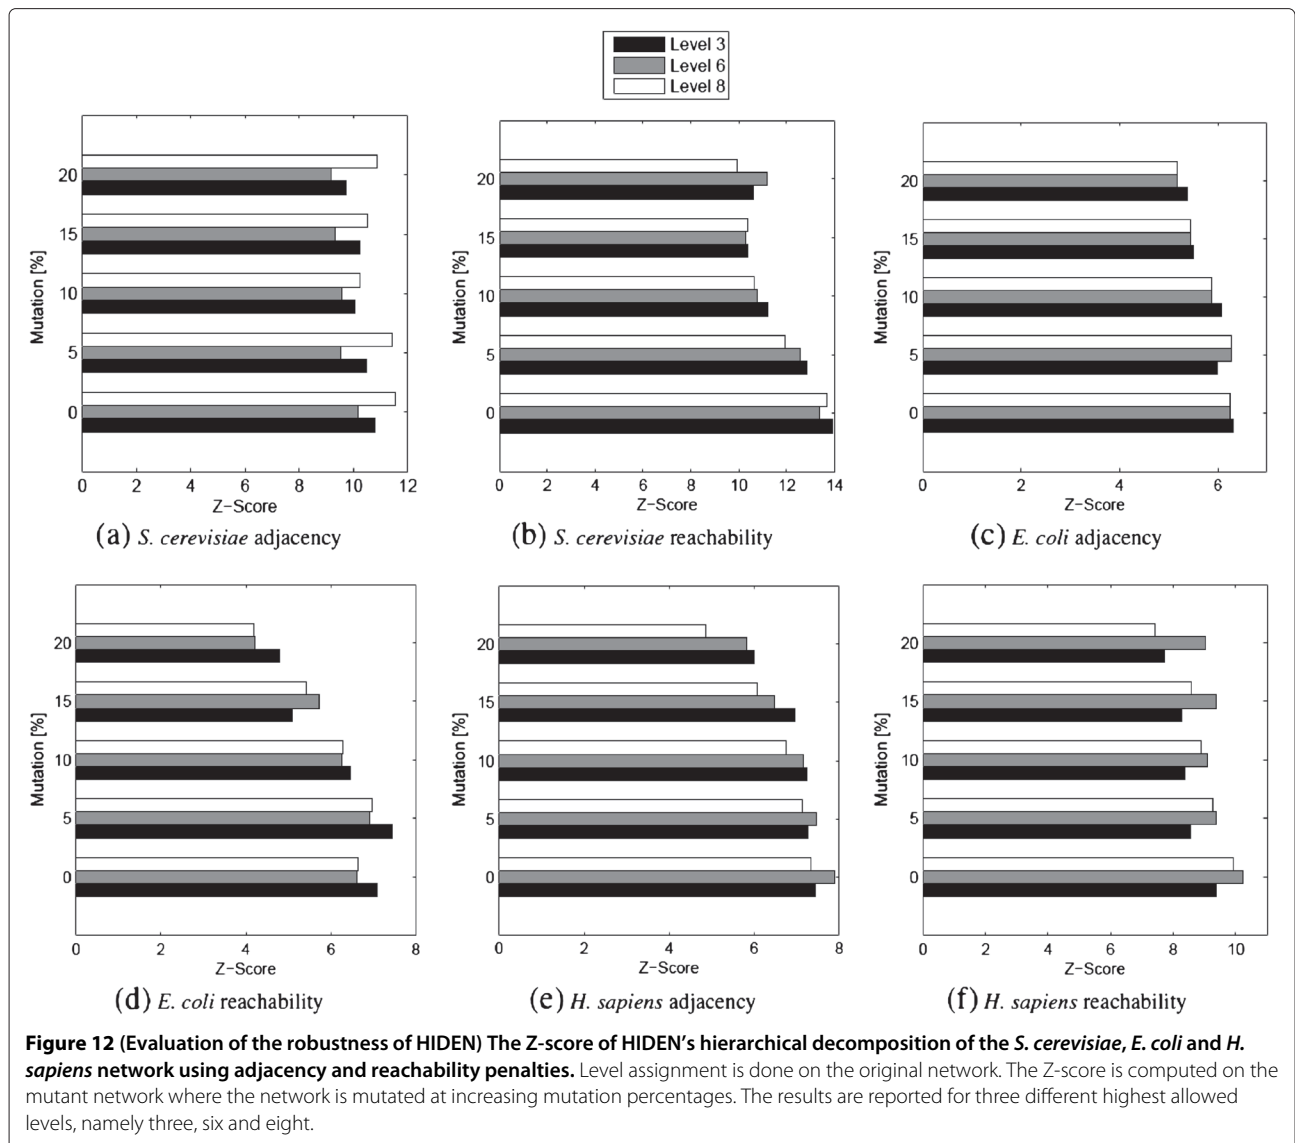 Level 3
Level 6
Level 8
Mutation [%]
20
15
10
5
0
0 2 4 6 8 10 12
Z-Score
(a) S. cerevisiae adjacency
Mutation [%]
20
15
10
5
0
0 2 4 6 8 10 12 14
Z-Score
(b) S. cerevisiae reachability
Mutation [%]
20
15
10
5
0
0 2 4 6
Z-Score
(c) E. coli adjacency
Mutation [%]
20
15
10
5
0
0 2 4 6 8
Z-Score
(d) E. coli reachability
Mutation [%]
20
15
10
5
0
0 2 4 6 8
Z-Score
(e) H. sapiens adjacency
Mutation [%]
20
15
10
5
0
0 2 4 6 8 10
Z-Score
(f) H. sapiens reachability
Figure 12 (Evaluation of the robustness of HIDEN) The Z-score of HIDEN's hierarchical decomposition of the S. cerevisiae, E. coli and H.
sapiens network using adjacency and reachability penalties. Level assignment is done on the original network. The Z-score is computed on the
mutant network where the network is mutated at increasing mutation percentages. The results are reported for three different highest allowed
levels, namely three, six and eight.